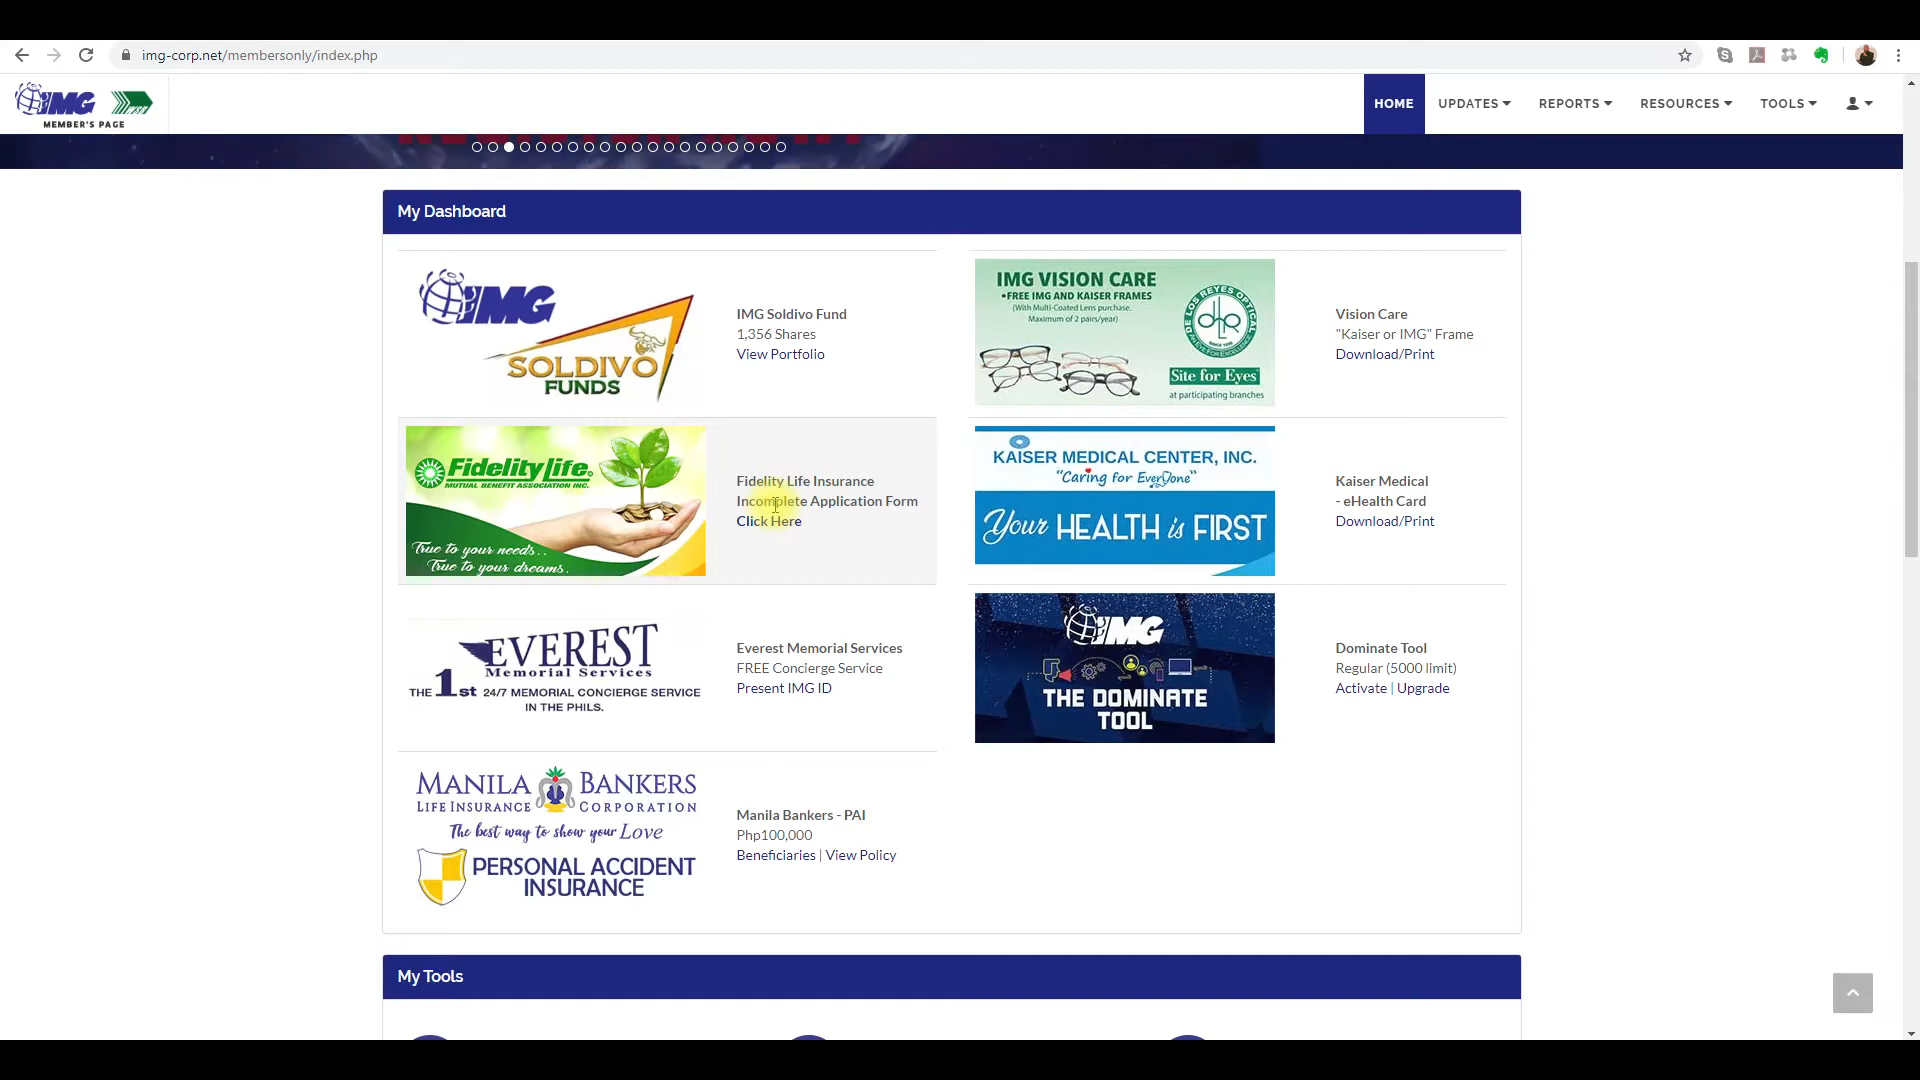 img-corp.net/membersonly/index.php
IMG WSC
MEMBER'S PAGE
HOME
UPDATES
REPORTS
RESOURCES
TOOLS
My Dashboard
IMG
SOLDIVO
FUNDS
IMG Soldivo Fund
1,356 Shares
View Portfolio
IMG VISION CARE
•FREE IMG AND KAISER FRAMES
(With Multi-Coated Lens purchase.
Maximum of 2 pairs/year)
DE LOS REYES OPTICAL
dlR
Site for Eyes
at participating branches
Vision Care
"Kaiser or IMG" Frame
Download/Print
Fidelity Life
MUTUAL BENEFIT ASSOCIATION INC.
True to your needs..
True to your dreams.
Fidelity Life Insurance
Incomplete Application Form
Click Here
KAISER MEDICAL CENTER, INC.
"Caring for EveryOne"
Your HEALTH is FIRST
Kaiser Medical
- eHealth Card
Download/Print
EVEREST
Memorial Services
THE 1st 24/7 MEMORIAL CONCIERGE SERVICE
IN THE PHILS.
Everest Memorial Services
FREE Concierge Service
Present IMG ID
IMG
THE DOMINATE
TOOL
Dominate Tool
Regular (5000 limit)
Activate | Upgrade
MANILA BANKERS
LIFE INSURANCE CORPORATION
The best way to show your Love
PERSONAL ACCIDENT
INSURANCE
Manila Bankers - PAI
Php100,000
Beneficiaries | View Policy
My Tools